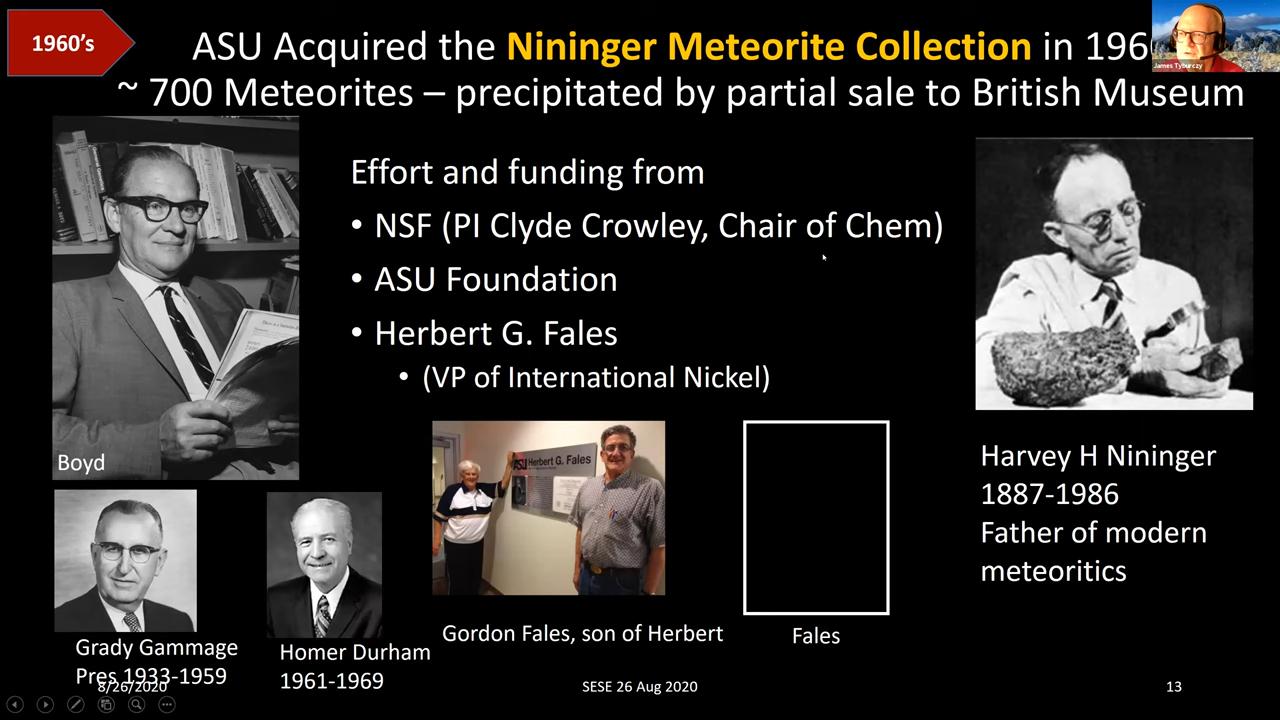 1960’s
ASU Acquired the Nininger Meteorite Collection in 196
~ 700 Meteorites – precipitated by partial sale to British Museum
James Tyburczy
Effort and funding from
• NSF (PI Clyde Crowley, Chair of Chem)
• ASU Foundation
• Herbert G. Fales
• (VP of International Nickel)
Boyd
ASU Herbert G. Fales
Harvey H Nininger
1887-1986
Father of modern
meteoritics
Grady Gammage
Pres 1933-1959
Homer Durham
1961-1969
Gordon Fales, son of Herbert
Fales
8/26/2020
SESE 26 Aug 2020
13